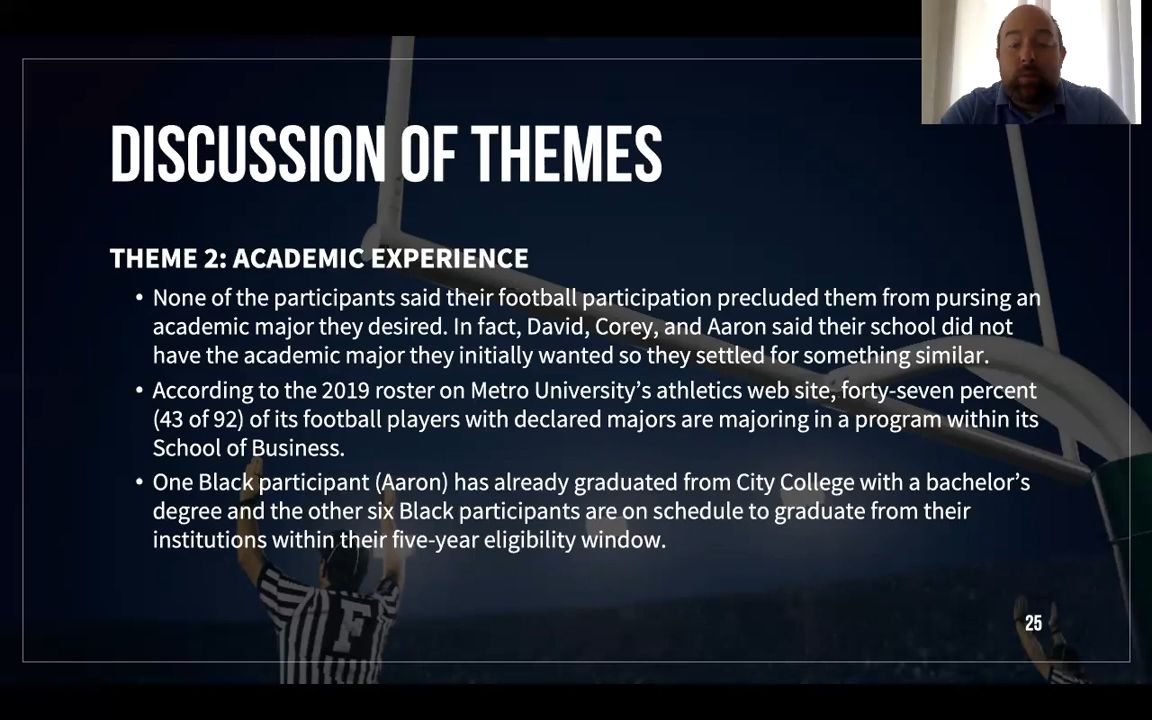 DISCUSSION OF THEMES
THEME 2: ACADEMIC EXPERIENCE
• None of the participants said their football participation precluded them from pursing an
academic major they desired. In fact, David, Corey, and Aaron said their school did not
have the academic major they initially wanted so they settled for something similar.
• According to the 2019 roster on Metro University's athletics web site, forty-seven percent
(43 of 92) of its football players with declared majors are majoring in a program within its
School of Business.
• One Black participant (Aaron) has already graduated from City College with a bachelor's
degree and the other six Black participants are on schedule to graduate from their
institutions within their five-year eligibility window.
F
25